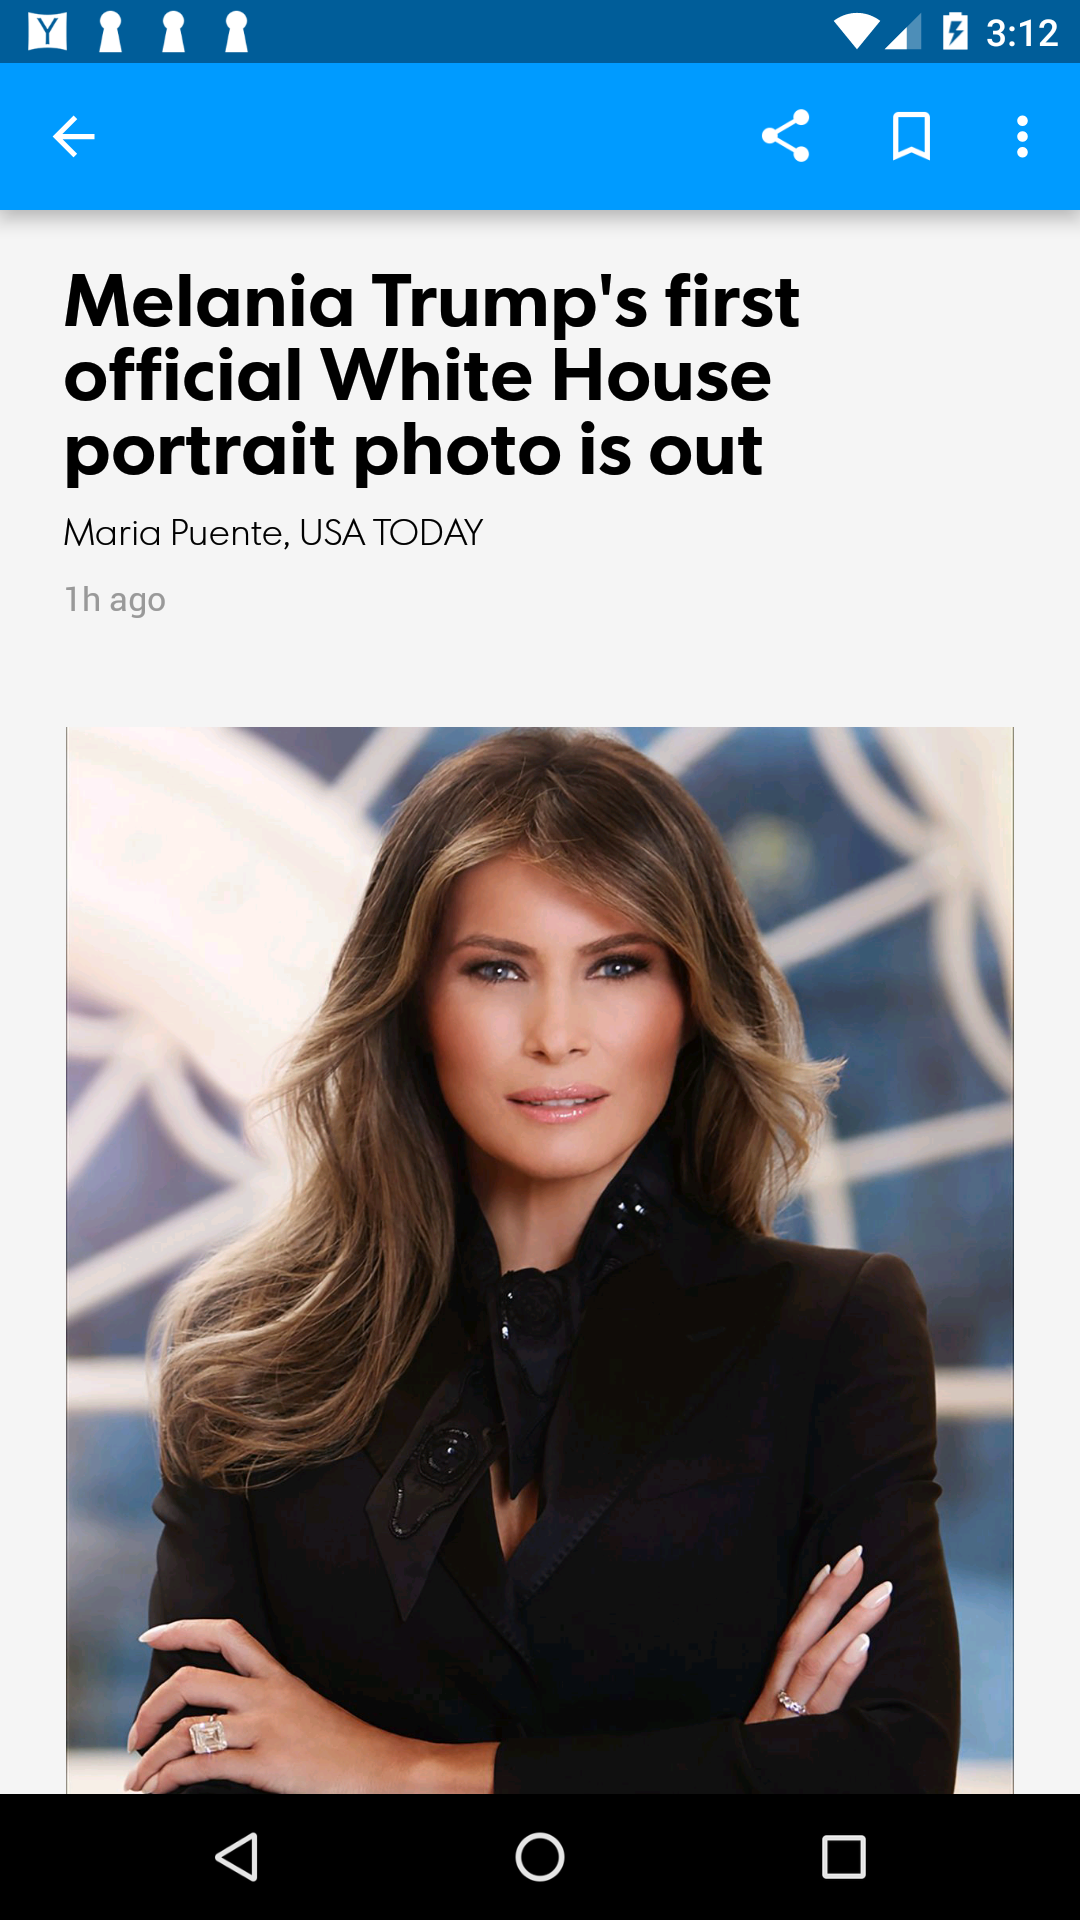 Y 3:12
Melania Trump's first
official White House
portrait photo is out
Maria Puente, USA TODAY
1h ago